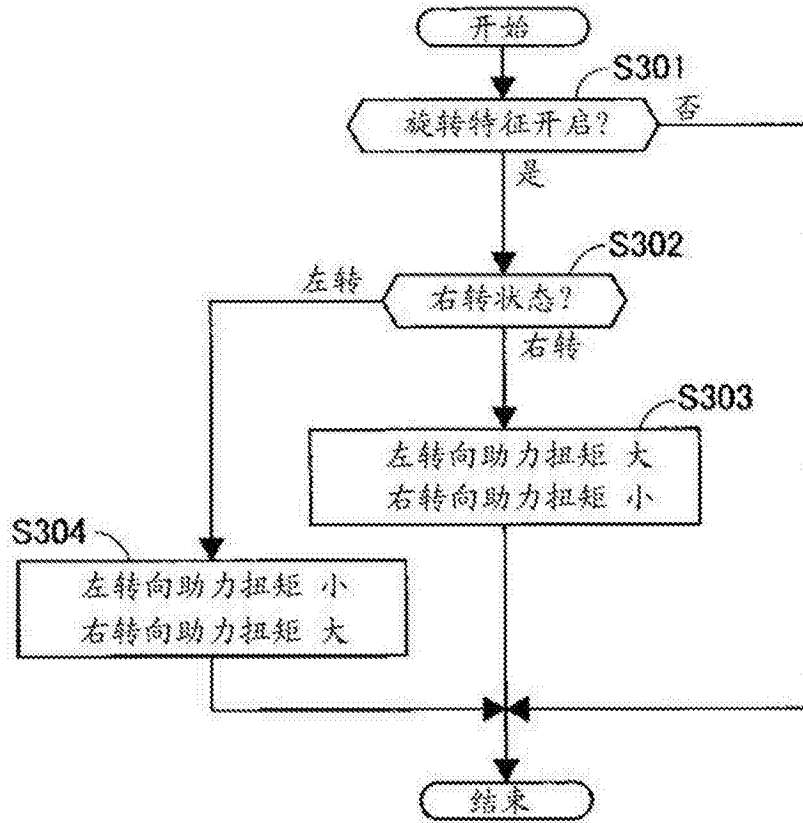 开始
S301
旋转特征开启?
否
是
S302
左转
右转状态?
右转
S303
左转向助力扭矩 大
右转向助力扭矩 小
S304
左转向助力扭矩 小
右转向助力扭矩 大
结束